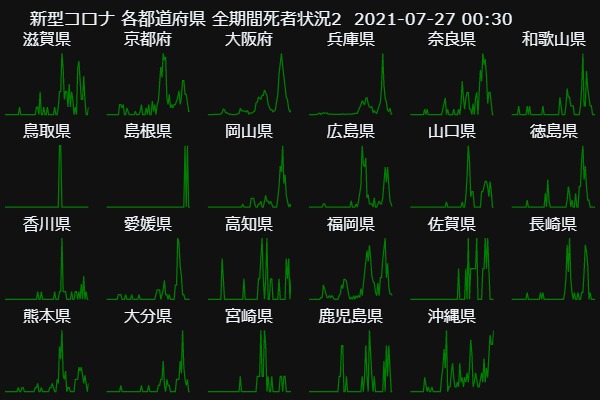 新型コロナ 各都道府県 全期間死者状況2 2021-07-27 00:30
滋賀県 京都府 大阪府 兵庫県 奈良県 和歌山県
鳥取県 島根県 岡山県 広島県 山口県 徳島県
香川県 愛媛県 高知県 福岡県 佐賀県 長崎県
熊本県 大分県 宮崎県 鹿児島県 沖縄県